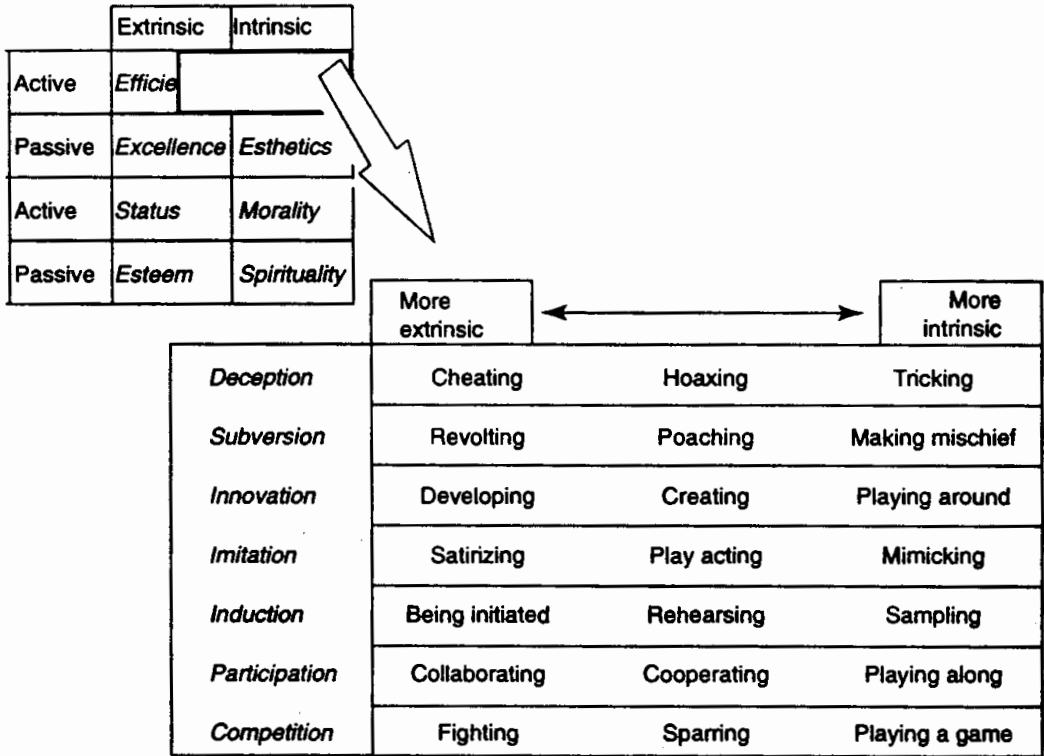 Extrinsic Intrinsic
Active Efficie
Passive Excellence Esthetics
Active Status Morality
Passive Esteem Spirituality
More extrinsic More intrinsic
Deception Cheating Hoaxing Tricking
Subversion Revolting Poaching Making mischief
Innovation Developing Creating Playing around
Imitation Satirizing Play acting Mimicking
Induction Being initiated Rehearsing Sampling
Participation Collaborating Cooperating Playing along
Competition Fighting Sparring Playing a game